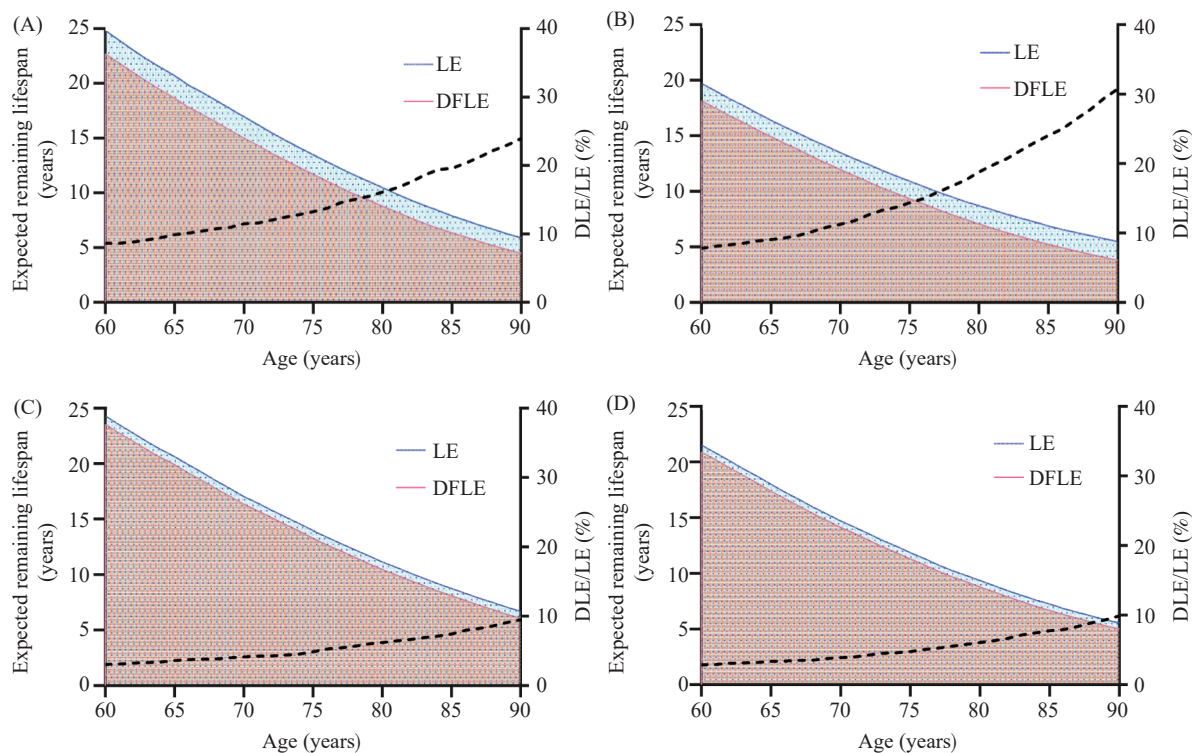 (A)
Expected remaining lifespan
(years)
25
20
15
10
5
0
LE
DFLE
40
30
20
10
0
DLE/LE (%)
60 65 70 75 80 85 90
Age (years)
(B)
Expected remaining lifespan
(years)
25
20
15
10
5
0
LE
DFLE
40
30
20
10
0
DLE/LE (%)
60 65 70 75 80 85 90
Age (years)
(C)
Expected remaining lifespan
(years)
25
20
15
10
5
0
LE
DFLE
40
30
20
10
0
DLE/LE (%)
60 65 70 75 80 85 90
Age (years)
(D)
Expected remaining lifespan
(years)
25
20
15
10
5
0
LE
DFLE
40
30
20
10
0
DLE/LE (%)
60 65 70 75 80 85 90
Age (years)